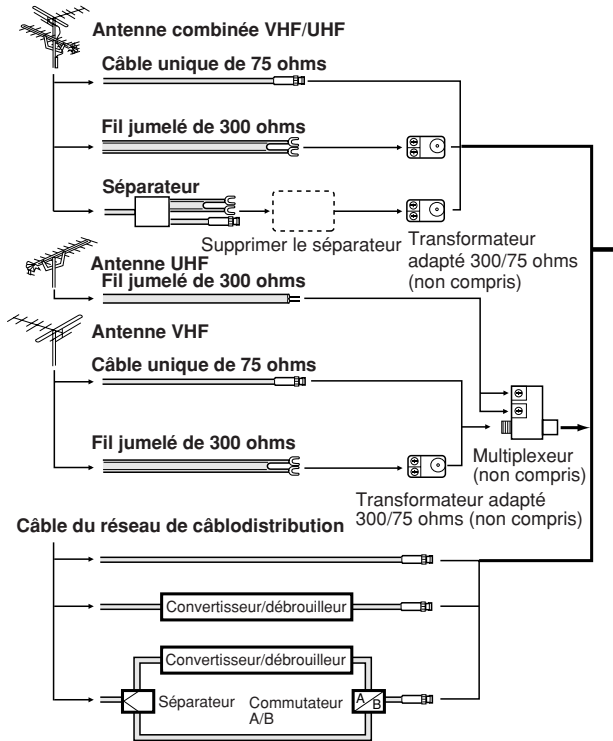 Antenne combinée VHF/UHF
Câble unique de 75 ohms
Fil jumelé de 300 ohms
Séparateur
Supprimer le séparateur
Transformateur
adapté 300/75 ohms
(non compris)
Antenne UHF
Fil jumelé de 300 ohms
Antenne VHF
Câble unique de 75 ohms
Fil jumelé de 300 ohms
Multiplexeur
(non compris)
Transformateur adapté
300/75 ohms (non compris)
Câble du réseau de câblodistribution
Convertisseur/débrouilleur
Convertisseur/débrouilleur
Séparateur
Commutateur
A/B
A
B